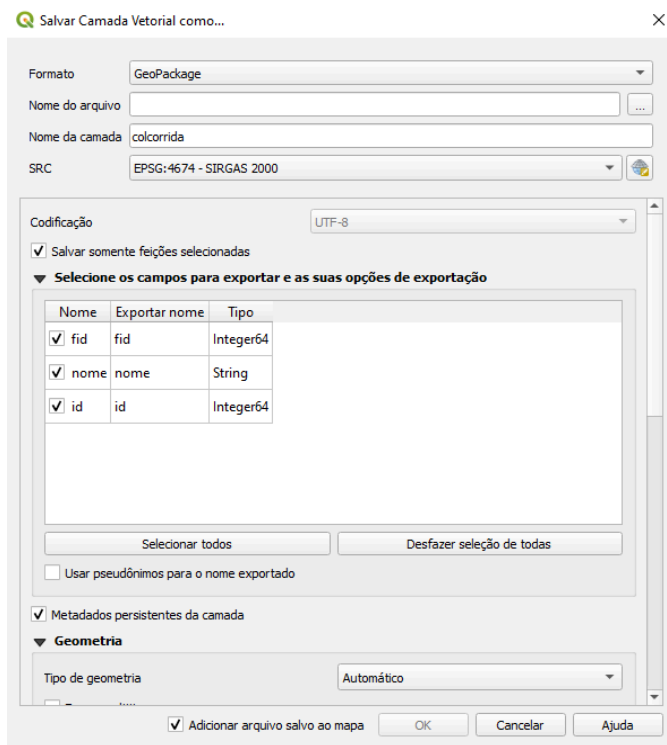 Salvar Camada Vetorial como...
Formato GeoPackage
Nome do arquivo ...
Nome da camada colcorrida
SRC EPSG:4674 - SIRGAS 2000
Codificação UTF-8
Salvar somente feições selecionadas
Selecione os campos para exportar e as suas opções de exportação
Nome Exportar nome Tipo
fid fid Integer64
nome nome String
id id Integer64
Selecionar todos Desfazer seleção de todas
Usar pseudônimos para o nome exportado
Metadados persistentes da camada
Geometria
Tipo de geometria Automático
Adicionar arquivo salvo ao mapa OK Cancelar Ajuda